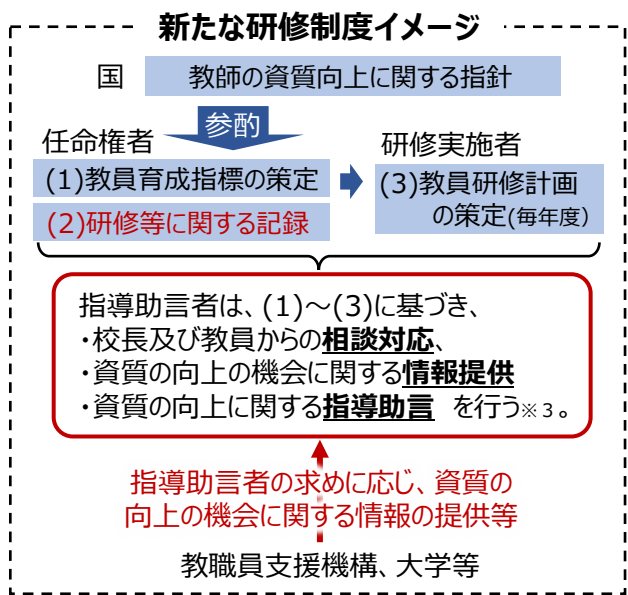 新たな研修制度イメージ
国 教師の資質向上に関する指針
参酌
任命権者
(1)教員育成指標の策定
(2)研修等に関する記録
研修実施者
(3)教員研修計画
の策定(毎年度)
指導助言者は、(1)～(3)に基づき、
・校長及び教員からの相談対応、
・資質の向上の機会に関する情報提供
・資質の向上に関する指導助言 を行う※3。
指導助言者の求めに応じ、資質の
向上の機会に関する情報の提供等
教職員支援機構、大学等